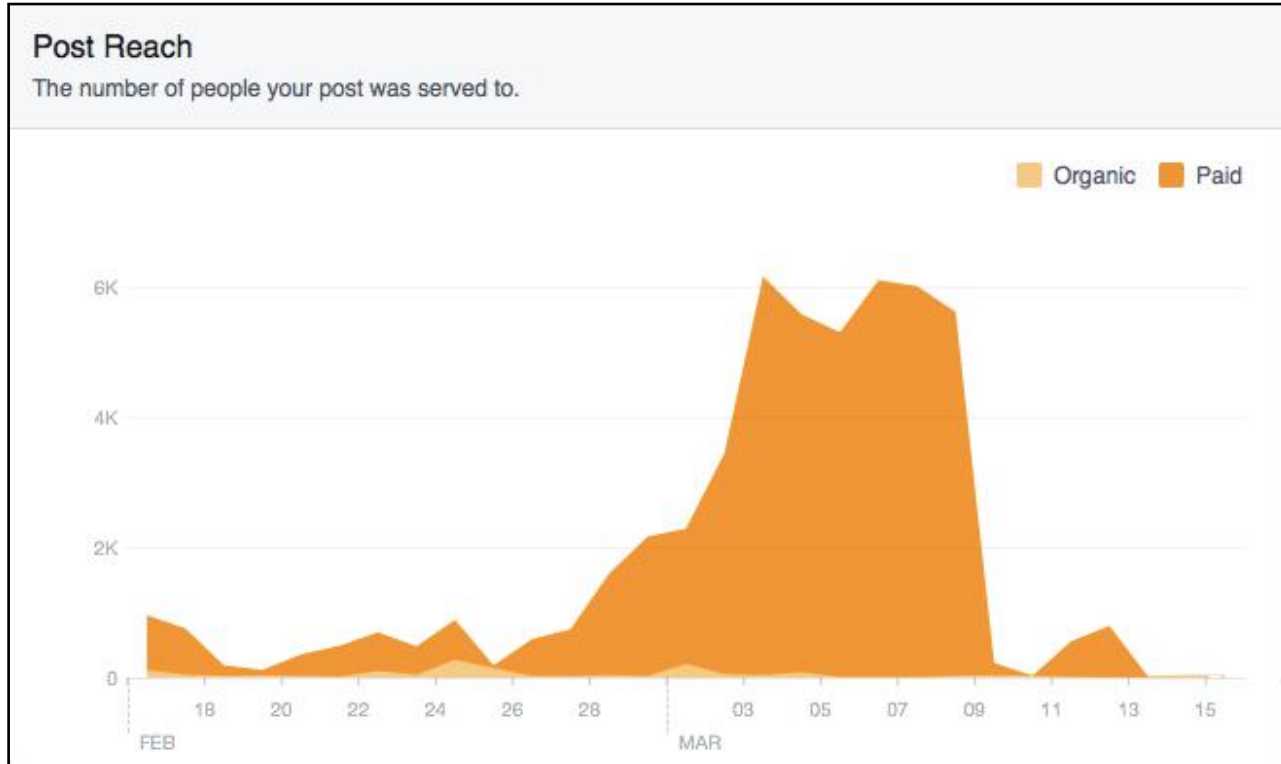 Post Reach
The number of people your post was served to.
Organic Paid
6K
4K
2K
0
18 20 22 24 26 28 03 05 07 09 11 13 15
FEB MAR